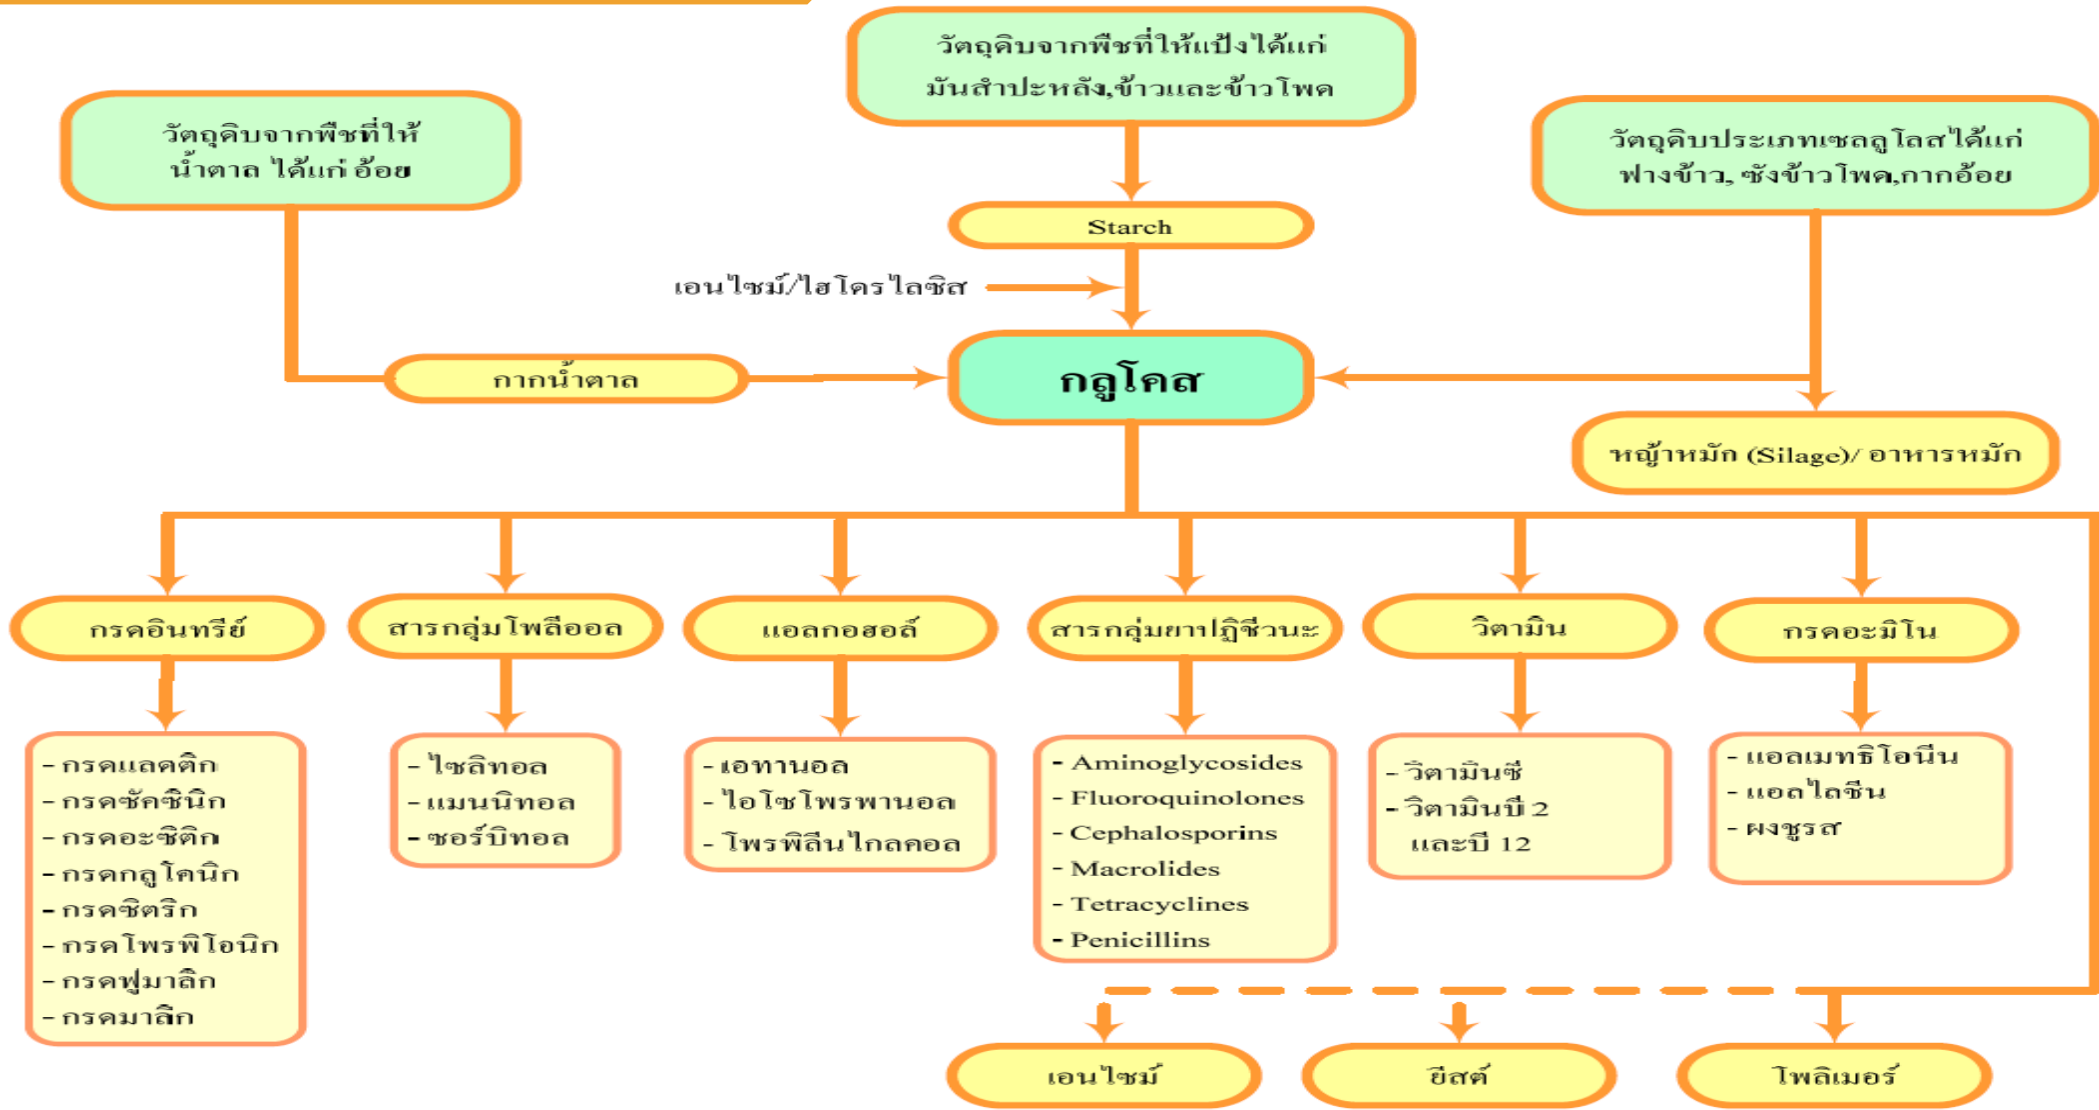 วัตถุดิบจากพืชที่ให้แป้งได้แก่
มันสำปะหลัง,ข้าวและข้าวโพด
วัตถุดิบจากพืชที่ให้
น้ำตาล ได้แก่ อ้อย
วัตถุดิบประเภทเซลลูโลสได้แก่
ฟางข้าว, ซังข้าวโพด,กากอ้อย
Starch
เอนไซม์/ไฮโดรไลซิส
กากน้ำตาล
กลูโคส
หญ้าหมัก (Silage)/ อาหารหมัก
กรดอินทรีย์
สารกลุ่มโพลีออล
แอลกอฮอล์
สารกลุ่มยาปฏิชีวนะ
วิตามิน
กรดอะมิโน
- กรดแลคติก
- กรดซัคซินิก
- กรดอะซิติก
- กรดกลูโคนิก
- กรดซิตริก
- กรดโพรพิโอนิก
- กรดฟูมาลิก
- กรดมาลิก
- ไซลิทอล
- แมนนิทอล
- ซอร์บิทอล
- เอทานอล
- ไอโซโพรพานอล
- โพรพิลีนไกลคอล
- Aminoglycosides
- Fluoroquinolones
- Cephalosporins
- Macrolides
- Tetracyclines
- Penicillins
- วิตามินซี
- วิตามินบี 2
และบี 12
- แอลเมทธิโอนีน
- แอลไลซีน
- ผงชูรส
เอนไซม์
ยีสต์
โพลิเมอร์